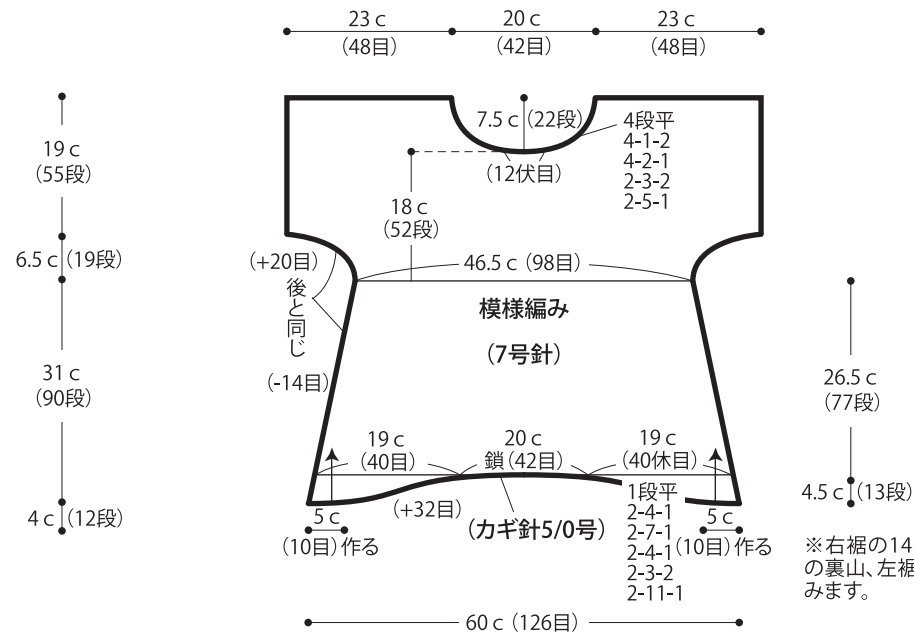 23 c
(48目)
20 c
(42目)
23 c
(48目)
7.5 c (22段)
4段平
4-1-2
4-2-1
2-3-2
2-5-1
(12伏目)
19 c
(55段)
18 c
(52段)
6.5 c (19段)
(+20目)
46.5 c (98目)
後と同じ
模様編み
(7号針)
31 c
(90段)
(-14目)
26.5 c
(77段)
19 c
(40目)
20 c
鎖(42目)
19 c
(40休目)
4 c (12段)
4.5 c (13段)
5 c
(10目)作る
(+32目)
(カギ針5/0号)
1段平
2-4-1
2-7-1
2-4-1
2-3-2
2-11-1
5 c
(10目)作る
※右裾の14
の裏山、左裾
みます。
60 c (126目)